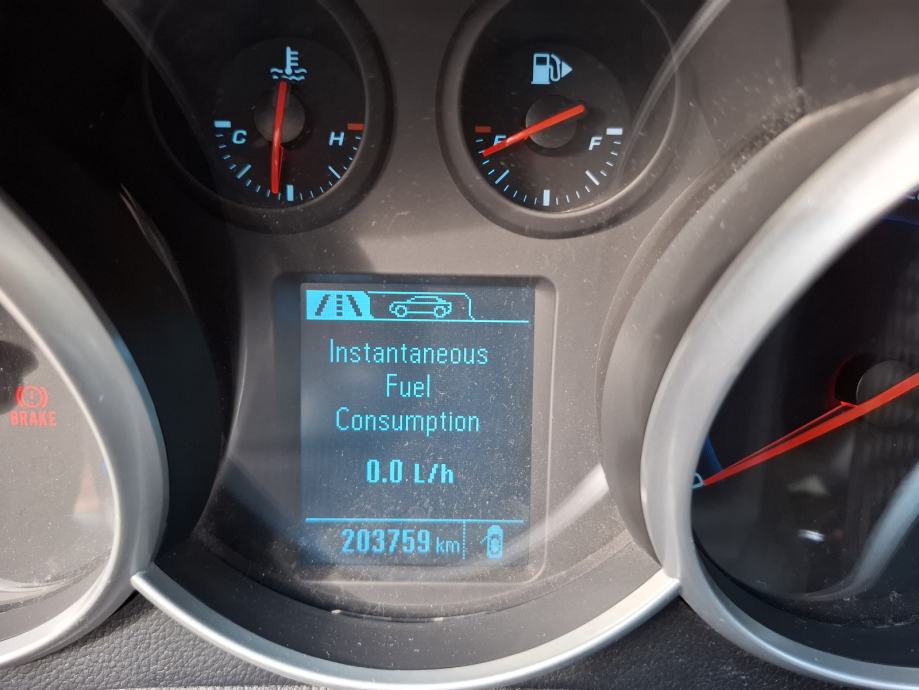 C H
E F
Instantaneous
Fuel
Consumption
0.0 L/h
203759 km
BRAKE